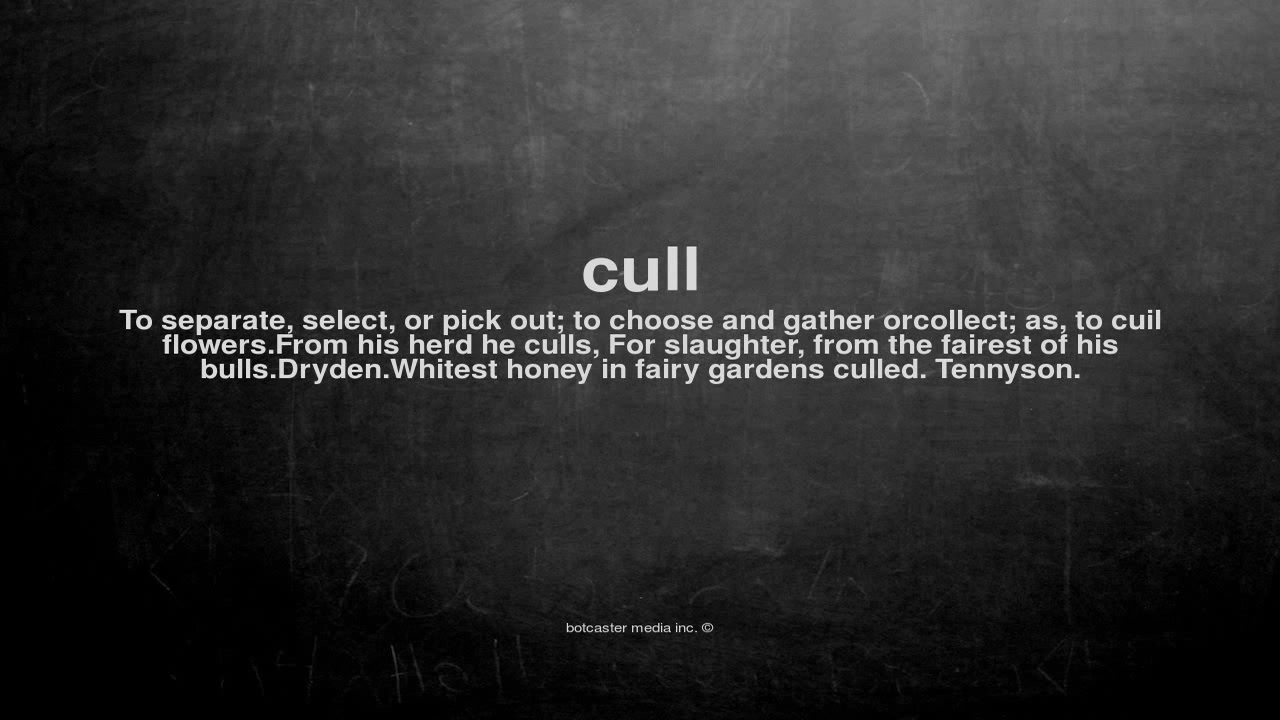 cull
To separate, select, or pick out; to choose and gather orcollect; as, to cuil
flowers.From his herd he culls, For slaughter, from the fairest of his
bulls.Dryden.Whitest honey in fairy gardens culled. Tennyson.
botcaster media inc. ©